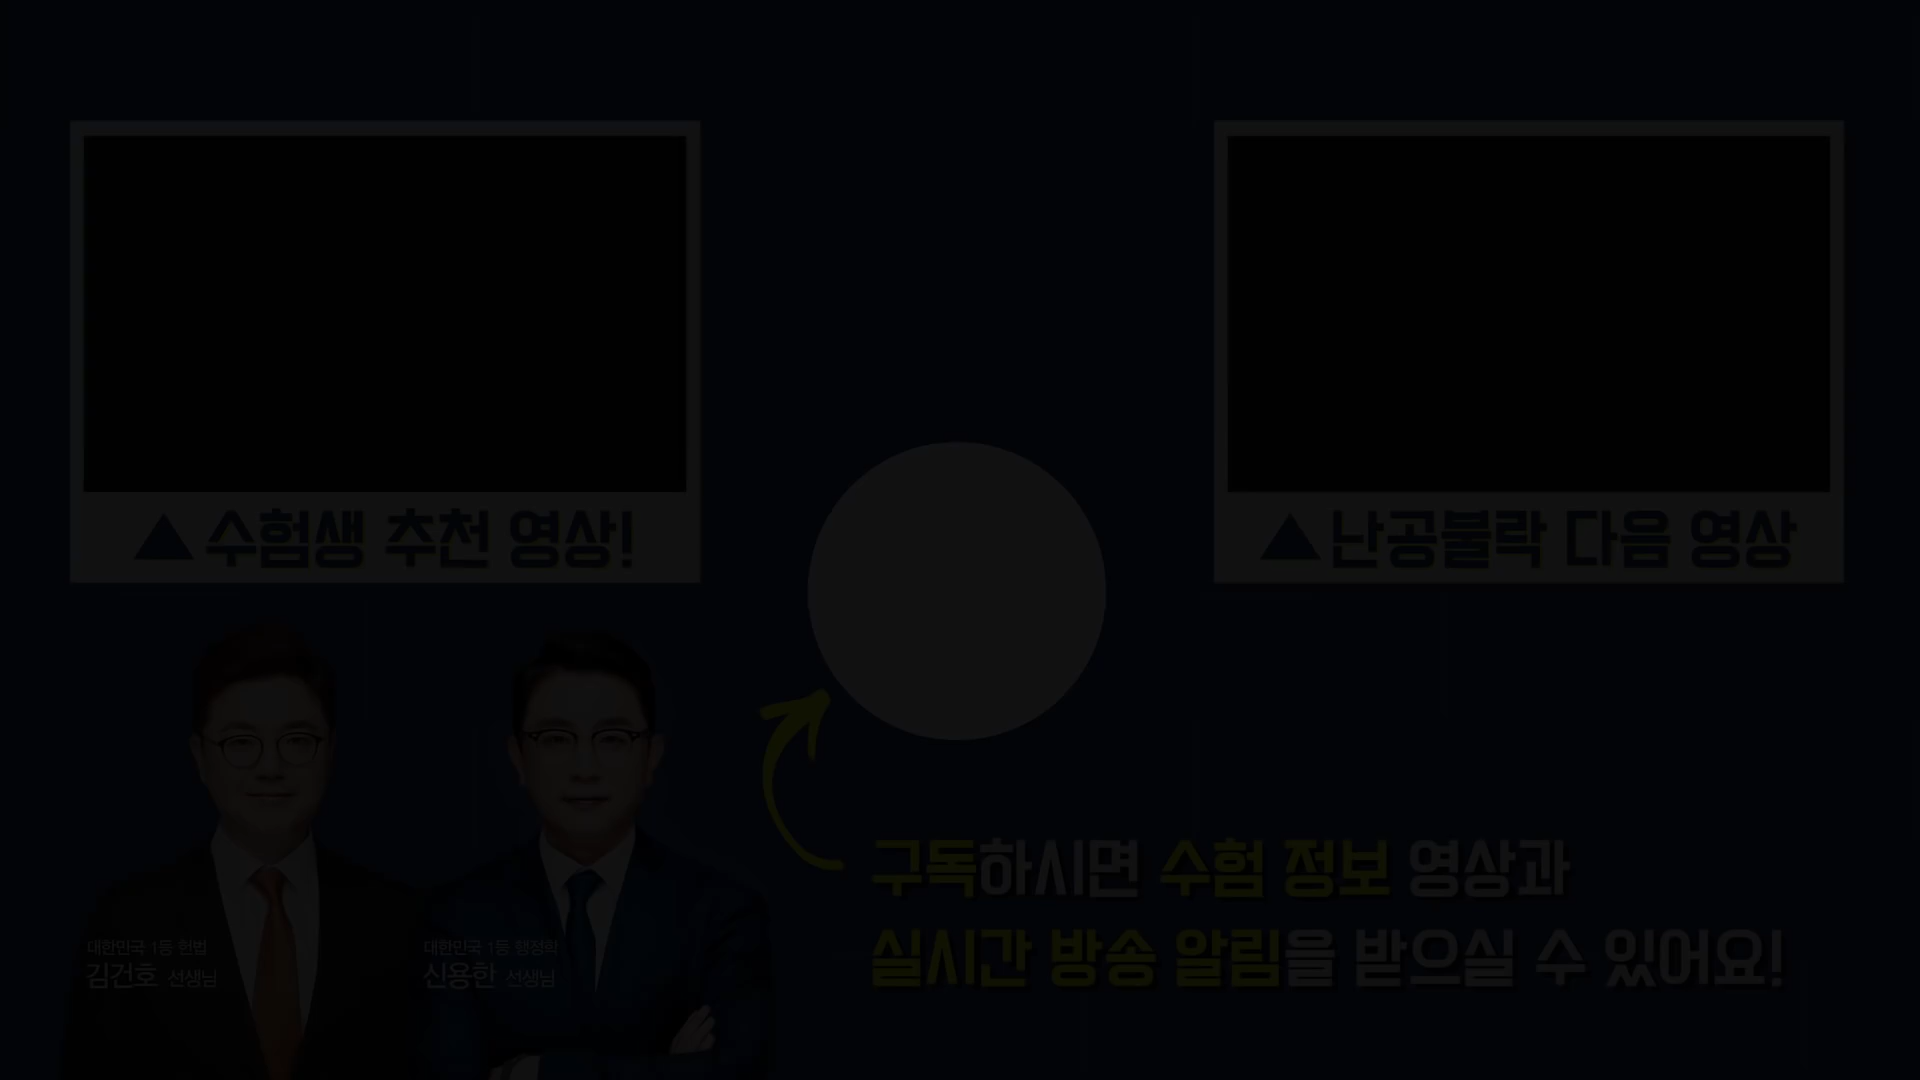 ▲수험생 추천 영상!
▲난공불락 다음 영상
구독하시면 수험 정보 영상과
실시간 방송 알림을 받으실 수 있어요!
대한민국 1등 헌법
김건호 선생님
대한민국 1등 행정학
신용한 선생님